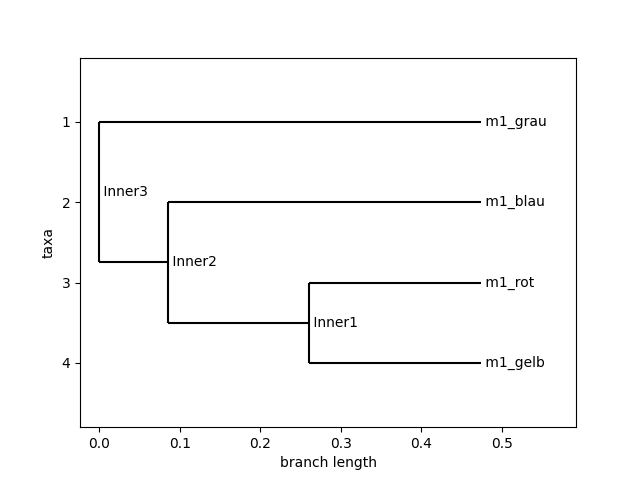 taxa
1
m1_grau
Inner3
2
m1_blau
Inner2
3
m1_rot
Inner1
4
m1_gelb
0.0 0.1 0.2 0.3 0.4 0.5
branch length